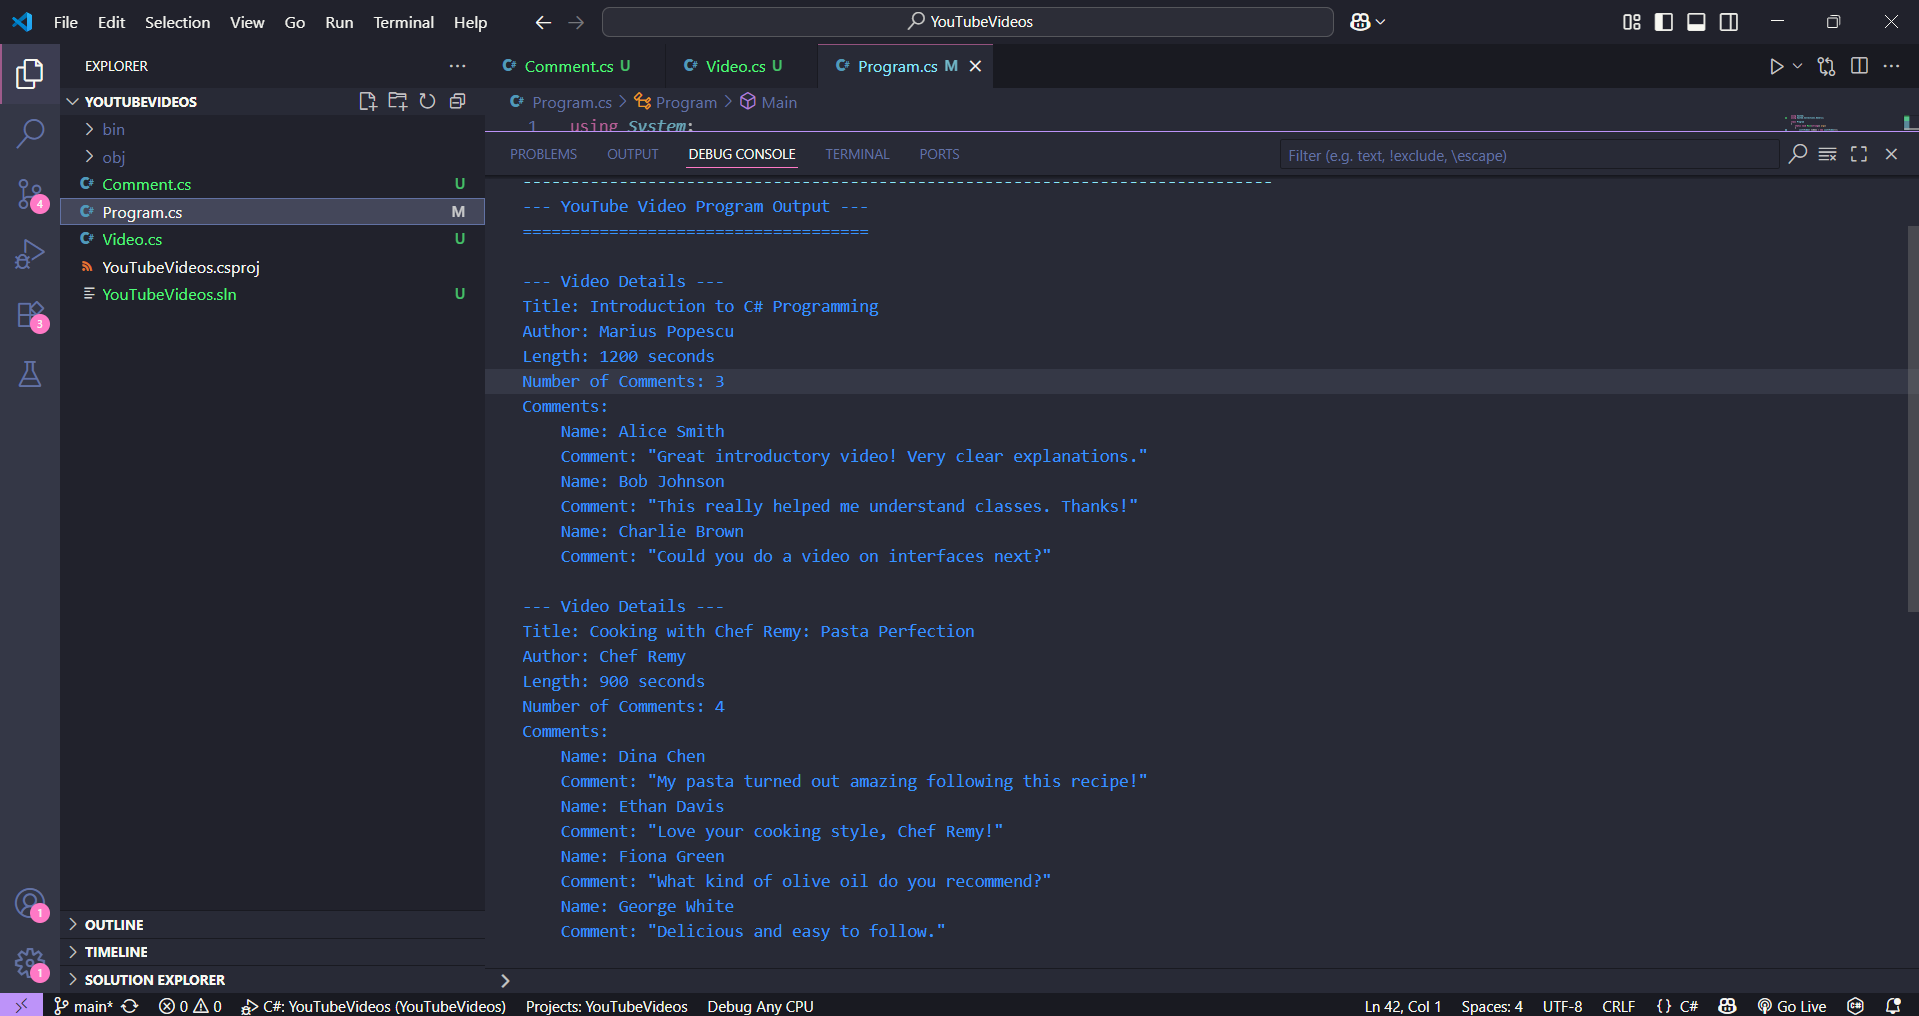 File Edit Selection View Go Run Terminal Help YouTubeVideos
EXPLORER
YOUTUBEVIDEOS
bin
obj
C# Comment.cs U
C# Program.cs M
C# Video.cs U
YouTubeVideos.csproj
YouTubeVideos.sln U
4
3
1
1
OUTLINE
TIMELINE
SOLUTION EXPLORER
C# Comment.cs U C# Video.cs U C# Program.cs M
C# Program.cs > Program > Main
1 using System;
PROBLEMS OUTPUT DEBUG CONSOLE TERMINAL PORTS Filter (e.g. text, !exclude, \escape)
------------------------------------------------------------------------------
--- YouTube Video Program Output ---
====================================
--- Video Details ---
Title: Introduction to C# Programming
Author: Marius Popescu
Length: 1200 seconds
Number of Comments: 3
Comments:
Name: Alice Smith
Comment: "Great introductory video! Very clear explanations."
Name: Bob Johnson
Comment: "This really helped me understand classes. Thanks!"
Name: Charlie Brown
Comment: "Could you do a video on interfaces next?"
--- Video Details ---
Title: Cooking with Chef Remy: Pasta Perfection
Author: Chef Remy
Length: 900 seconds
Number of Comments: 4
Comments:
Name: Dina Chen
Comment: "My pasta turned out amazing following this recipe!"
Name: Ethan Davis
Comment: "Love your cooking style, Chef Remy!"
Name: Fiona Green
Comment: "What kind of olive oil do you recommend?"
Name: George White
Comment: "Delicious and easy to follow."
>
main* 0 0 C#: YouTubeVideos (YouTubeVideos) Projects: YouTubeVideos Debug Any CPU Ln 42, Col 1 Spaces: 4 UTF-8 CRLF {} C# Go Live